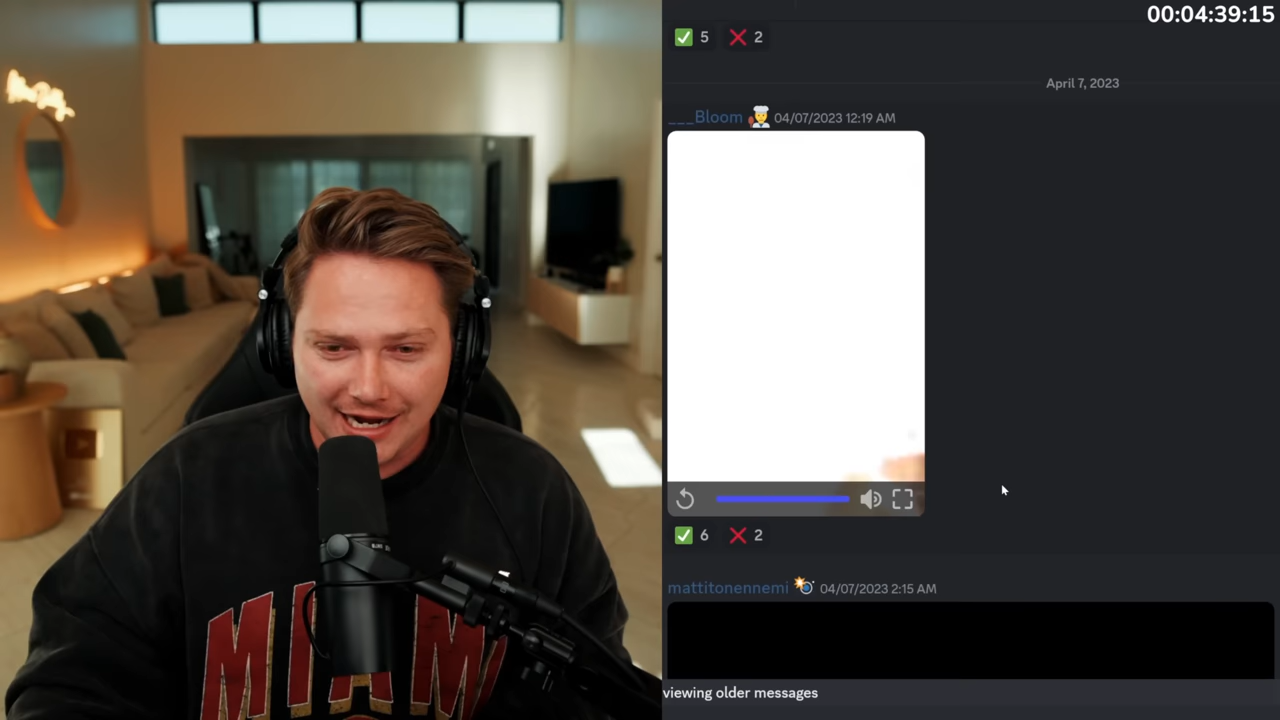 00:04:39:15
5 2
April 7, 2023
___Bloom 04/07/2023 12:19 AM
6 2
mattitonennemi 04/07/2023 2:15 AM
viewing older messages
MIAMI